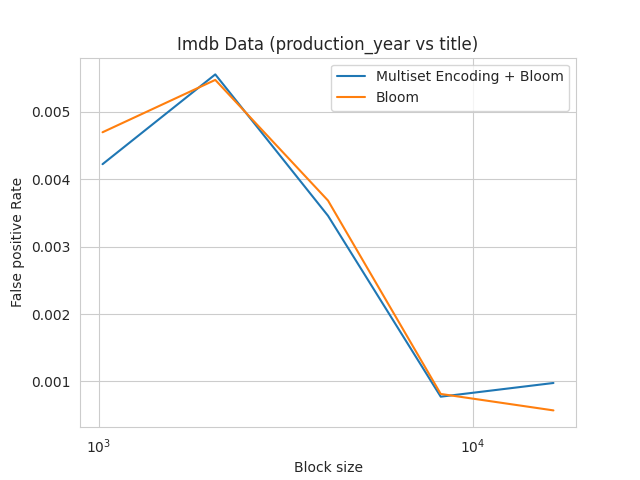 Imdb Data (production_year vs title)
Multiset Encoding + Bloom
Bloom
False positive Rate
0.005
0.004
0.003
0.002
0.001
10³
10⁴
Block size